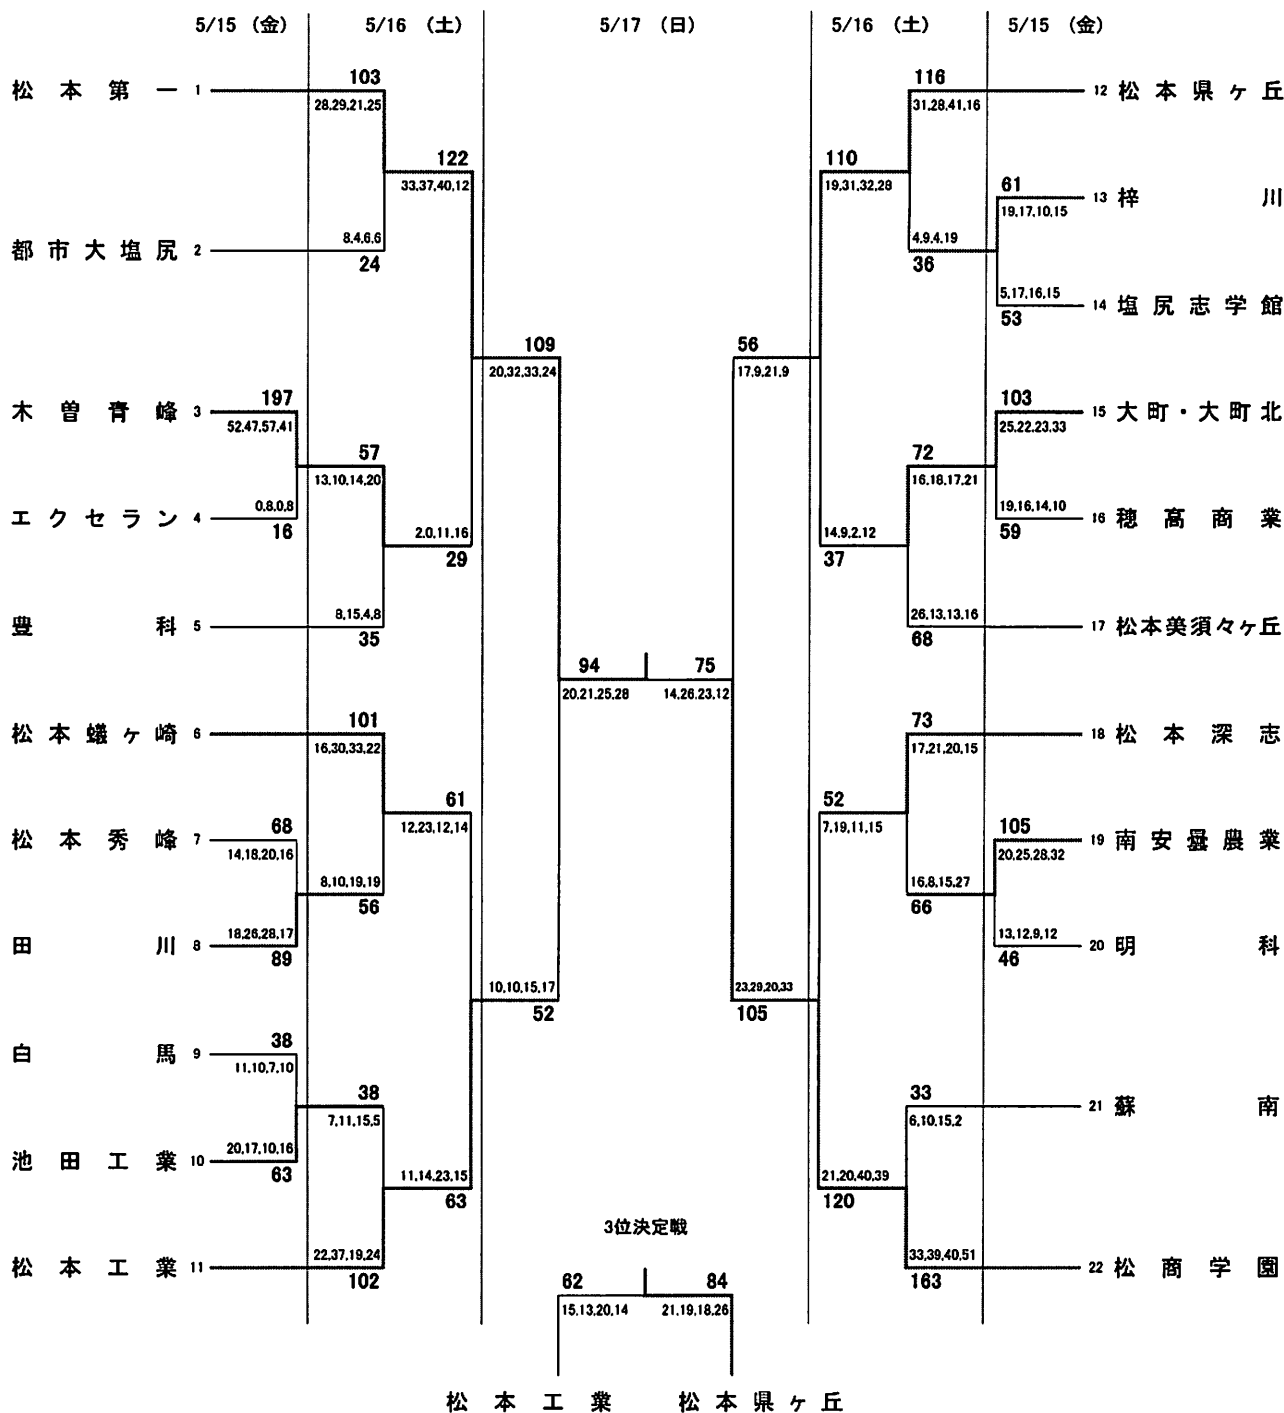 5/15 (金) 5/16 (土) 5/17 (日) 5/16 (土) 5/15 (金)
103 116
松本第一 1 12 松本県ヶ丘
28,29,21,25 31,28,41,16
122 110
33,37,40,12 19,31,32,28
61
13 梓川
19,17,10,15
8,4,6,6 4,9,4,19
都市大塩尻 2
24 36
5,17,16,15
14 塩尻志学館
53
109 56
20,32,33,24 17,9,21,9
197 103
木曽青峰 3 15 大町・大町北
52,47,57,41 25,22,23,33
57 72
13,10,14,20 16,18,17,21
0,8,0,8 19,16,14,10
エクセラン 4 16 穂高商業
16 59
2,0,11,16 14,9,2,12
29 37
8,15,4,8 26,13,13,16
豊科 5 17 松本美須々ヶ丘
35 68
94 75
20,21,25,28 14,26,23,12
101 73
松本蟻ヶ崎 6 18 松本深志
16,30,33,22 17,21,20,15
61 52
12,23,12,14 7,19,11,15
68 105
松本秀峰 7 19 南安曇農業
14,18,20,16 20,25,28,32
8,10,19,19 16,8,15,27
56 66
18,26,28,17 13,12,9,12
田川 8 20 明科
89 46
10,10,15,17 23,29,20,33
52 105
38
白馬 9
11,10,7,10
38 33
21 蘇南
7,11,15,5 6,10,15,2
20,17,10,16
池田工業 10
63
11,14,23,15 21,20,40,39
63 120
3位決定戦
22,37,19,24 33,39,40,51
松本工業 11 22 松商学園
102 163
62 84
15,13,20,14 21,19,18,26
松本工業 松本県ヶ丘